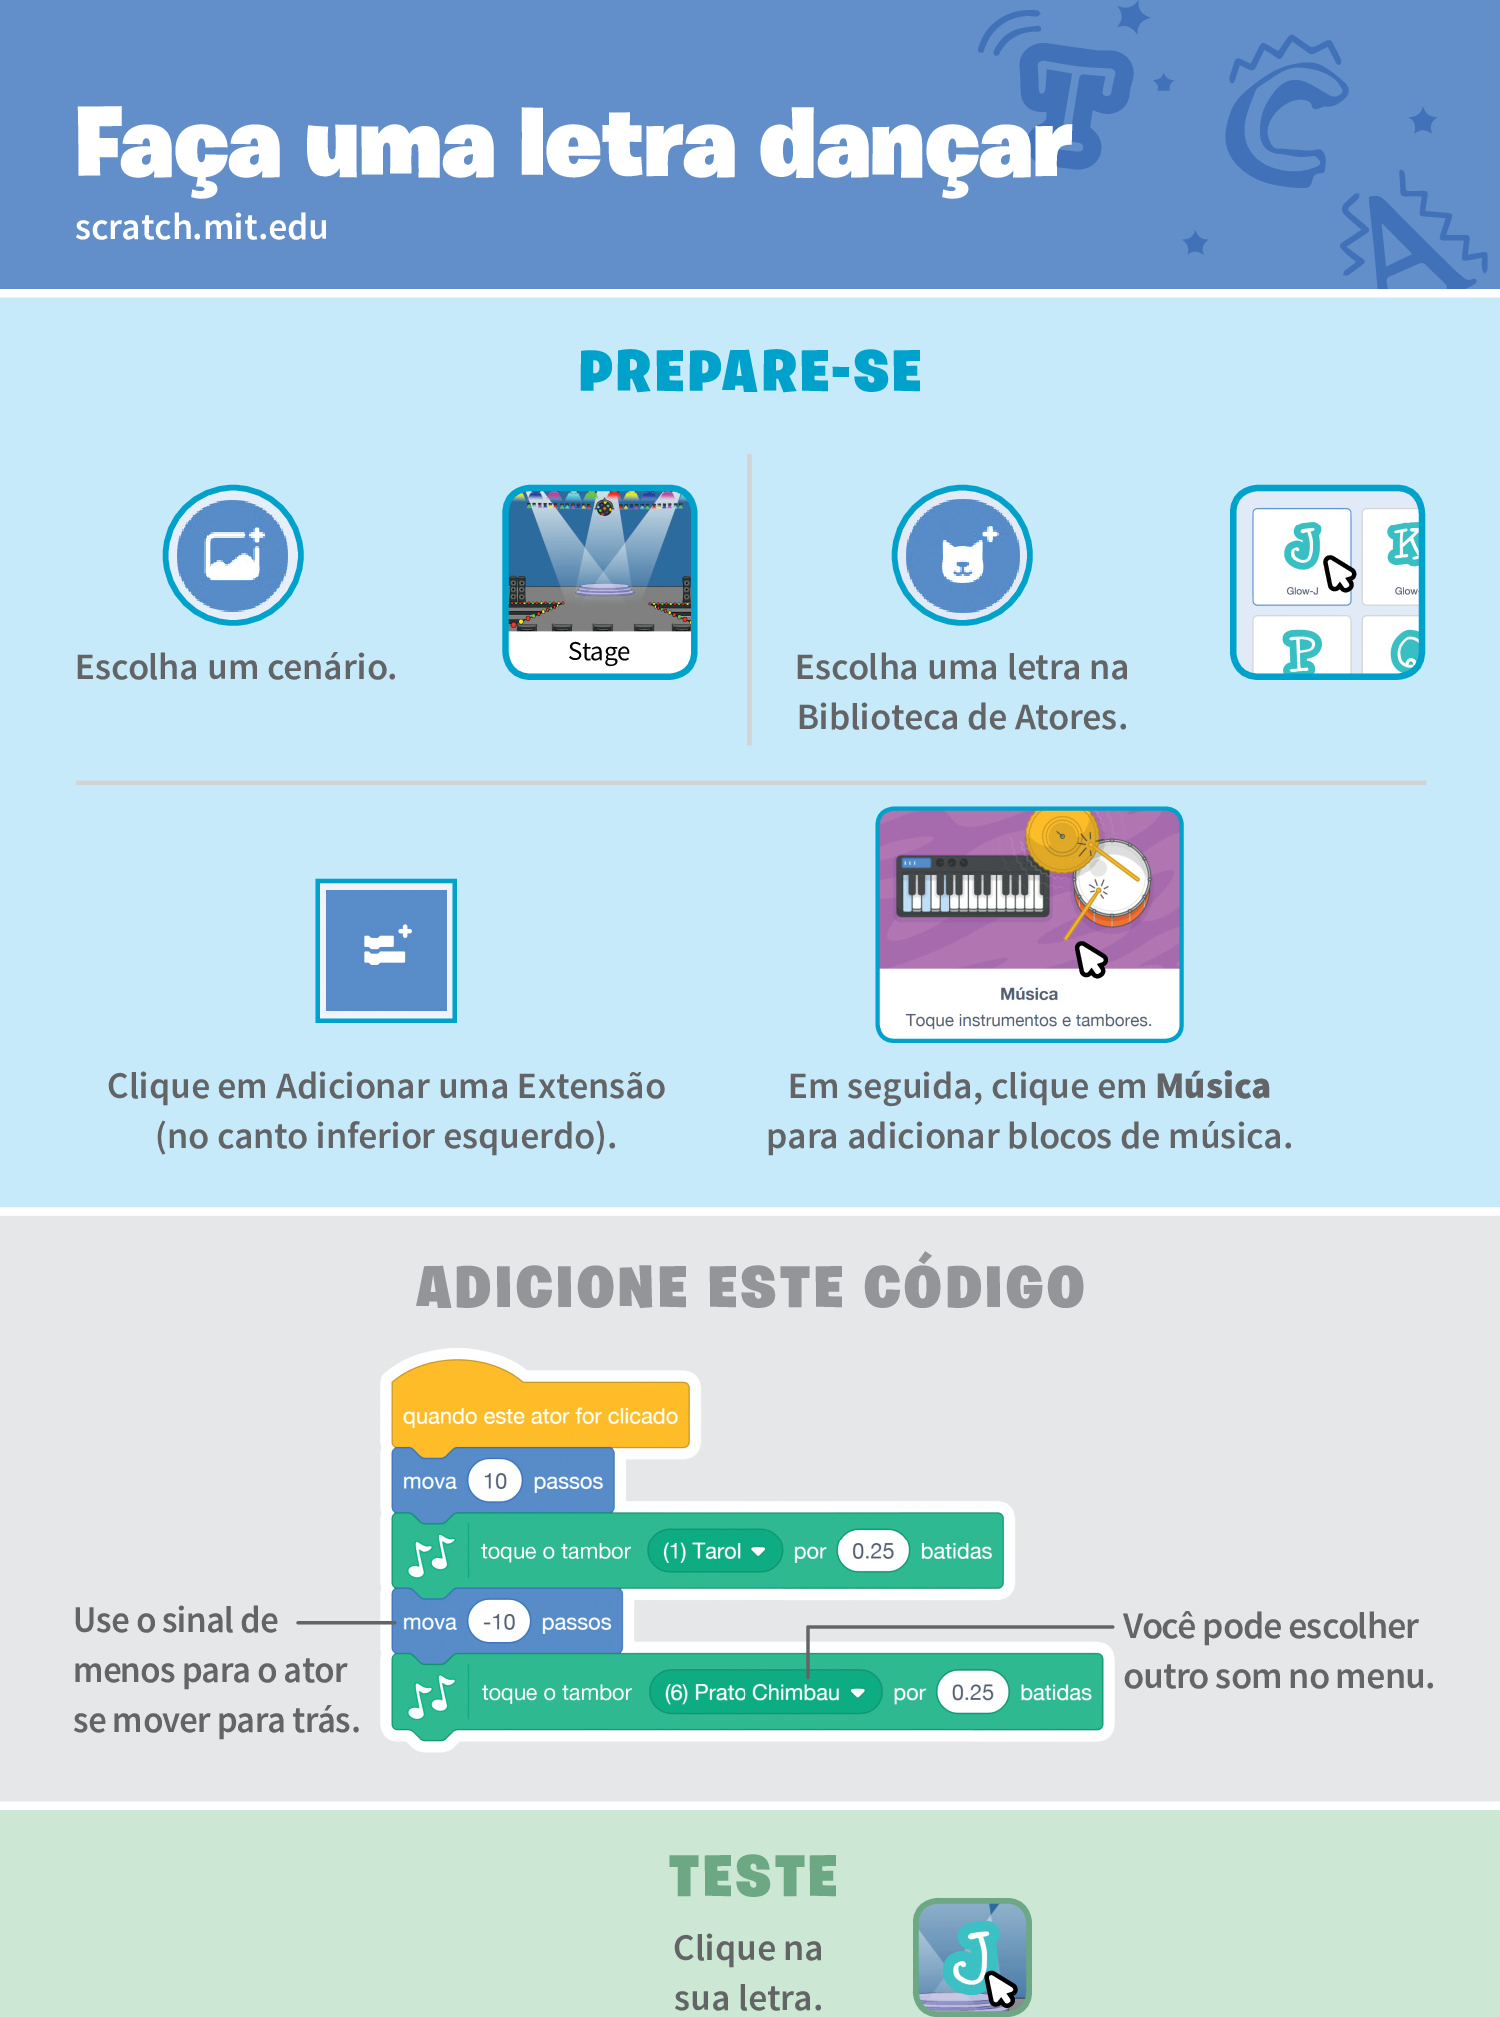 Faça uma letra dançar
scratch.mit.edu
T
C
A
PREPARE-SE
Escolha um cenário.
Stage
Escolha uma letra na
Biblioteca de Atores.
J
K
Glow-J
Glow-
P
Q
Clique em Adicionar uma Extensão
(no canto inferior esquerdo).
Música
Toque instrumentos e tambores.
Em seguida, clique em Música
para adicionar blocos de música.
ADICIONE ESTE CÓDIGO
quando este ator for clicado
mova 10 passos
toque o tambor (1) Tarol por 0.25 batidas
mova -10 passos
toque o tambor (6) Prato Chimbau por 0.25 batidas
Use o sinal de
menos para o ator
se mover para trás.
Você pode escolher
outro som no menu.
TESTE
Clique na
sua letra.
J